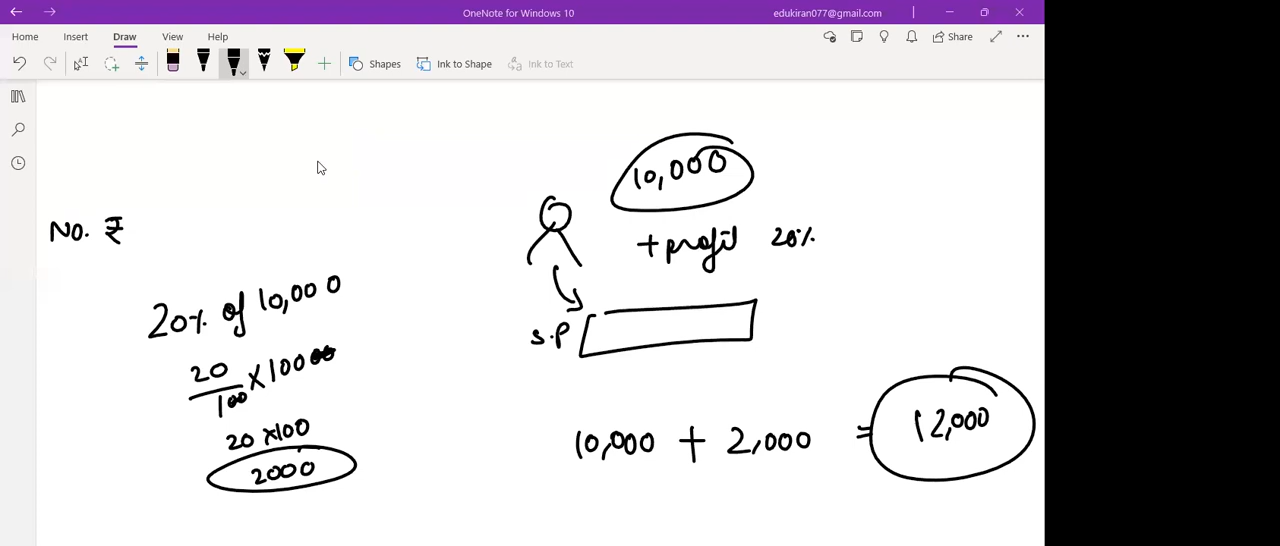 OneNote for Windows 10
edukiran077@gmail.com
Home Insert Draw View Help
Share
Shapes
Ink to Shape
Ink to Text
10,000
NO. ₹
+ profit 20%
20% of 10,000
S.P
20/100 × 10000
20 × 100
2000
10,000 + 2,000 = 12,000